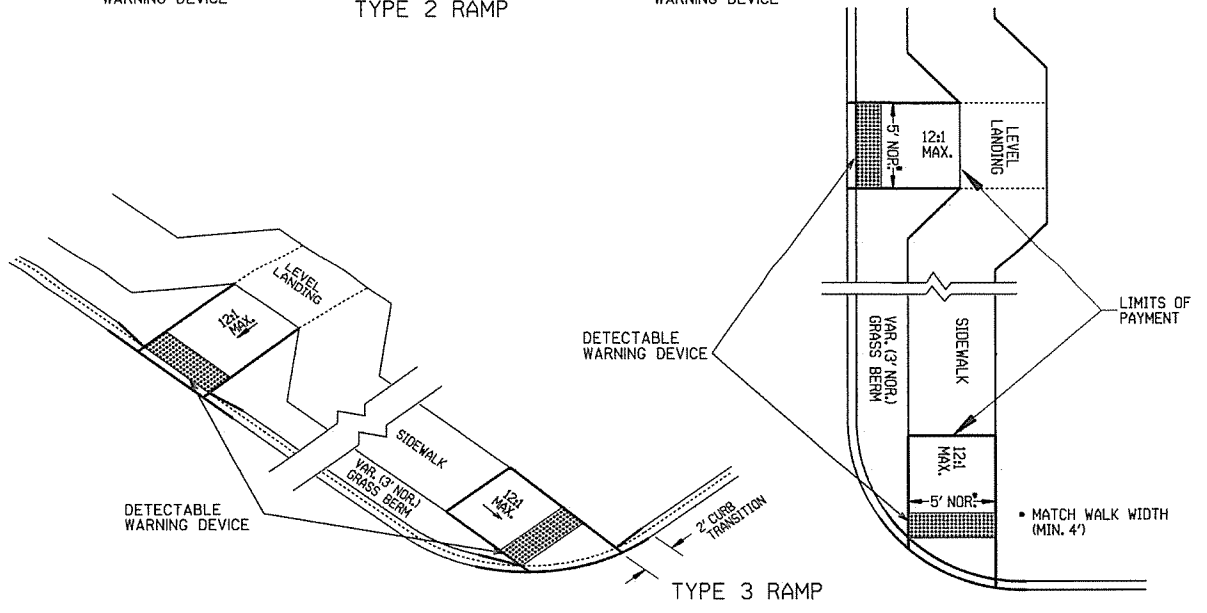 WARNING DEVICE
TYPE 2 RAMP
WARNING DEVICE
LEVEL
LANDING
12:1
MAX.
SIDEWALK
VAR. (3' NOR.)
GRASS BERM
12:1
MAX.
DETECTABLE
WARNING DEVICE
2' CURB
TRANSITION
TYPE 3 RAMP
5' NOR.*
12:1
MAX.
LEVEL
LANDING
DETECTABLE
WARNING DEVICE
VAR. (3' NOR.)
GRASS BERM
SIDEWALK
LIMITS OF
PAYMENT
12:1
MAX.
5' NOR.*
* MATCH WALK WIDTH
(MIN. 4')